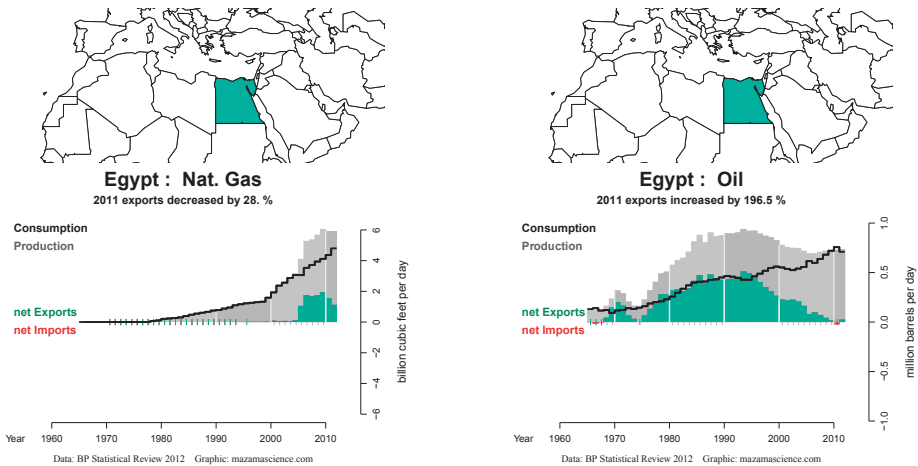 Egypt : Nat. Gas
2011 exports decreased by 28. %
Consumption
Production
net Exports
net Imports
6
4
2
0
−2
−4
−6
billion cubic feet per day
Year 1960 1970 1980 1990 2000 2010
Data: BP Statistical Review 2012 Graphic: mazamascience.com
Egypt : Oil
2011 exports increased by 196.5 %
Consumption
Production
net Exports
net Imports
1.0
0.5
0.0
−0.5
−1.0
million barrels per day
Year 1960 1970 1980 1990 2000 2010
Data: BP Statistical Review 2012 Graphic: mazamascience.com